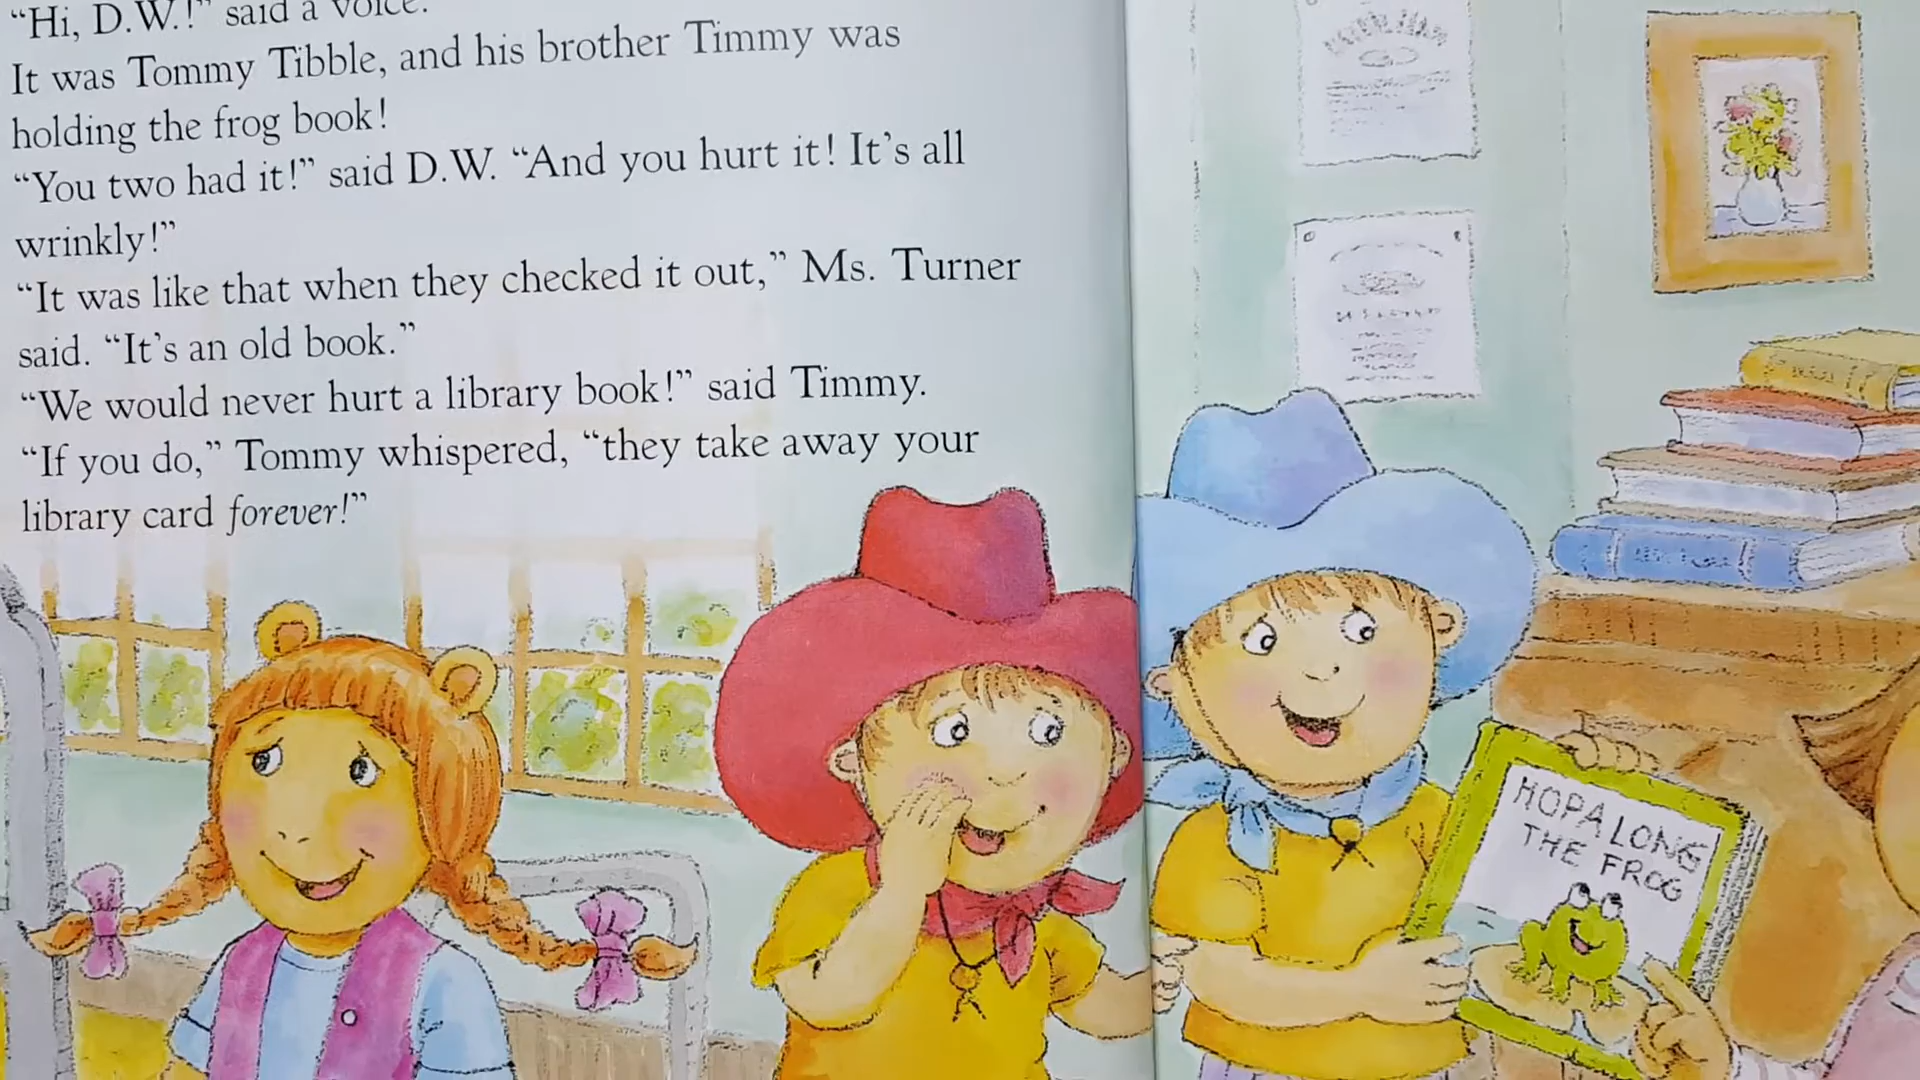 “Hi, D.W.!” said a voice.
It was Tommy Tibble, and his brother Timmy was
holding the frog book!
“You two had it!” said D.W. “And you hurt it! It’s all
wrinkly!”
“It was like that when they checked it out,” Ms. Turner
said. “It’s an old book.”
“We would never hurt a library book!” said Timmy.
“If you do,” Tommy whispered, “they take away your
library card forever!”
HOPALONG
THE FROG